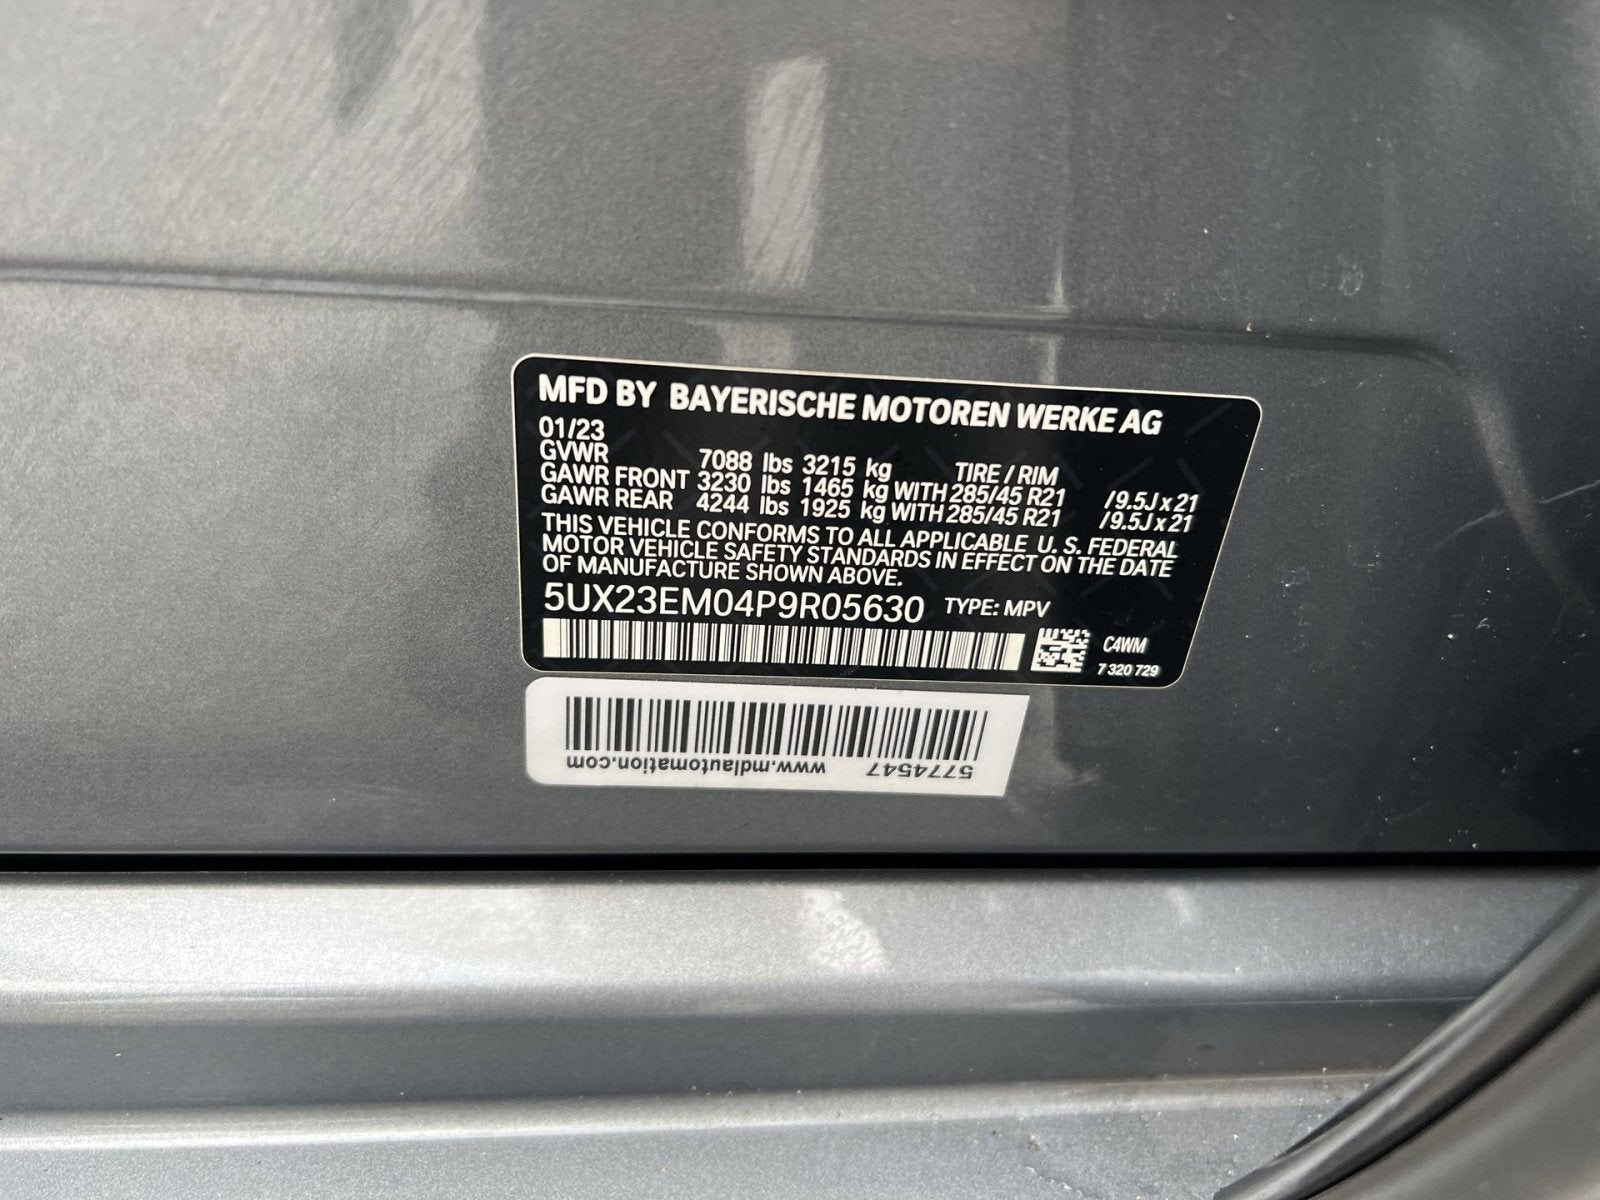 MFD BY BAYERISCHE MOTOREN WERKE AG
01/23
GVWR 7088 lbs 3215 kg TIRE / RIM
GAWR FRONT 3230 lbs 1465 kg WITH 285/45 R21 / 9.5J x 21
GAWR REAR 4244 lbs 1925 kg WITH 285/45 R21 / 9.5J x 21
THIS VEHICLE CONFORMS TO ALL APPLICABLE U. S. FEDERAL
MOTOR VEHICLE SAFETY STANDARDS IN EFFECT ON THE DATE
OF MANUFACTURE SHOWN ABOVE.
5UX23EM04P9R05630 TYPE: MPV
C4WM
7 320 729
5774547 www.mdlautomation.com